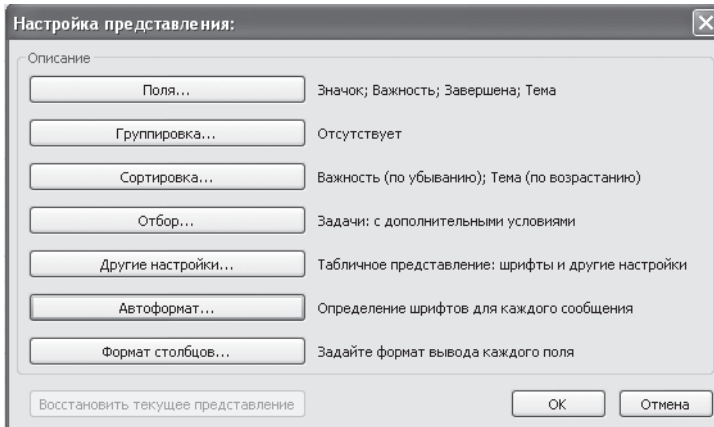 Настройка представления:
Описание
Поля... Значок; Важность; Завершена; Тема
Группировка... Отсутствует
Сортировка... Важность (по убыванию); Тема (по возрастанию)
Отбор... Задачи: с дополнительными условиями
Другие настройки... Табличное представление: шрифты и другие настройки
Автоформат... Определение шрифтов для каждого сообщения
Формат столбцов... Задайте формат вывода каждого поля
Восстановить текущее представление OK Отмена